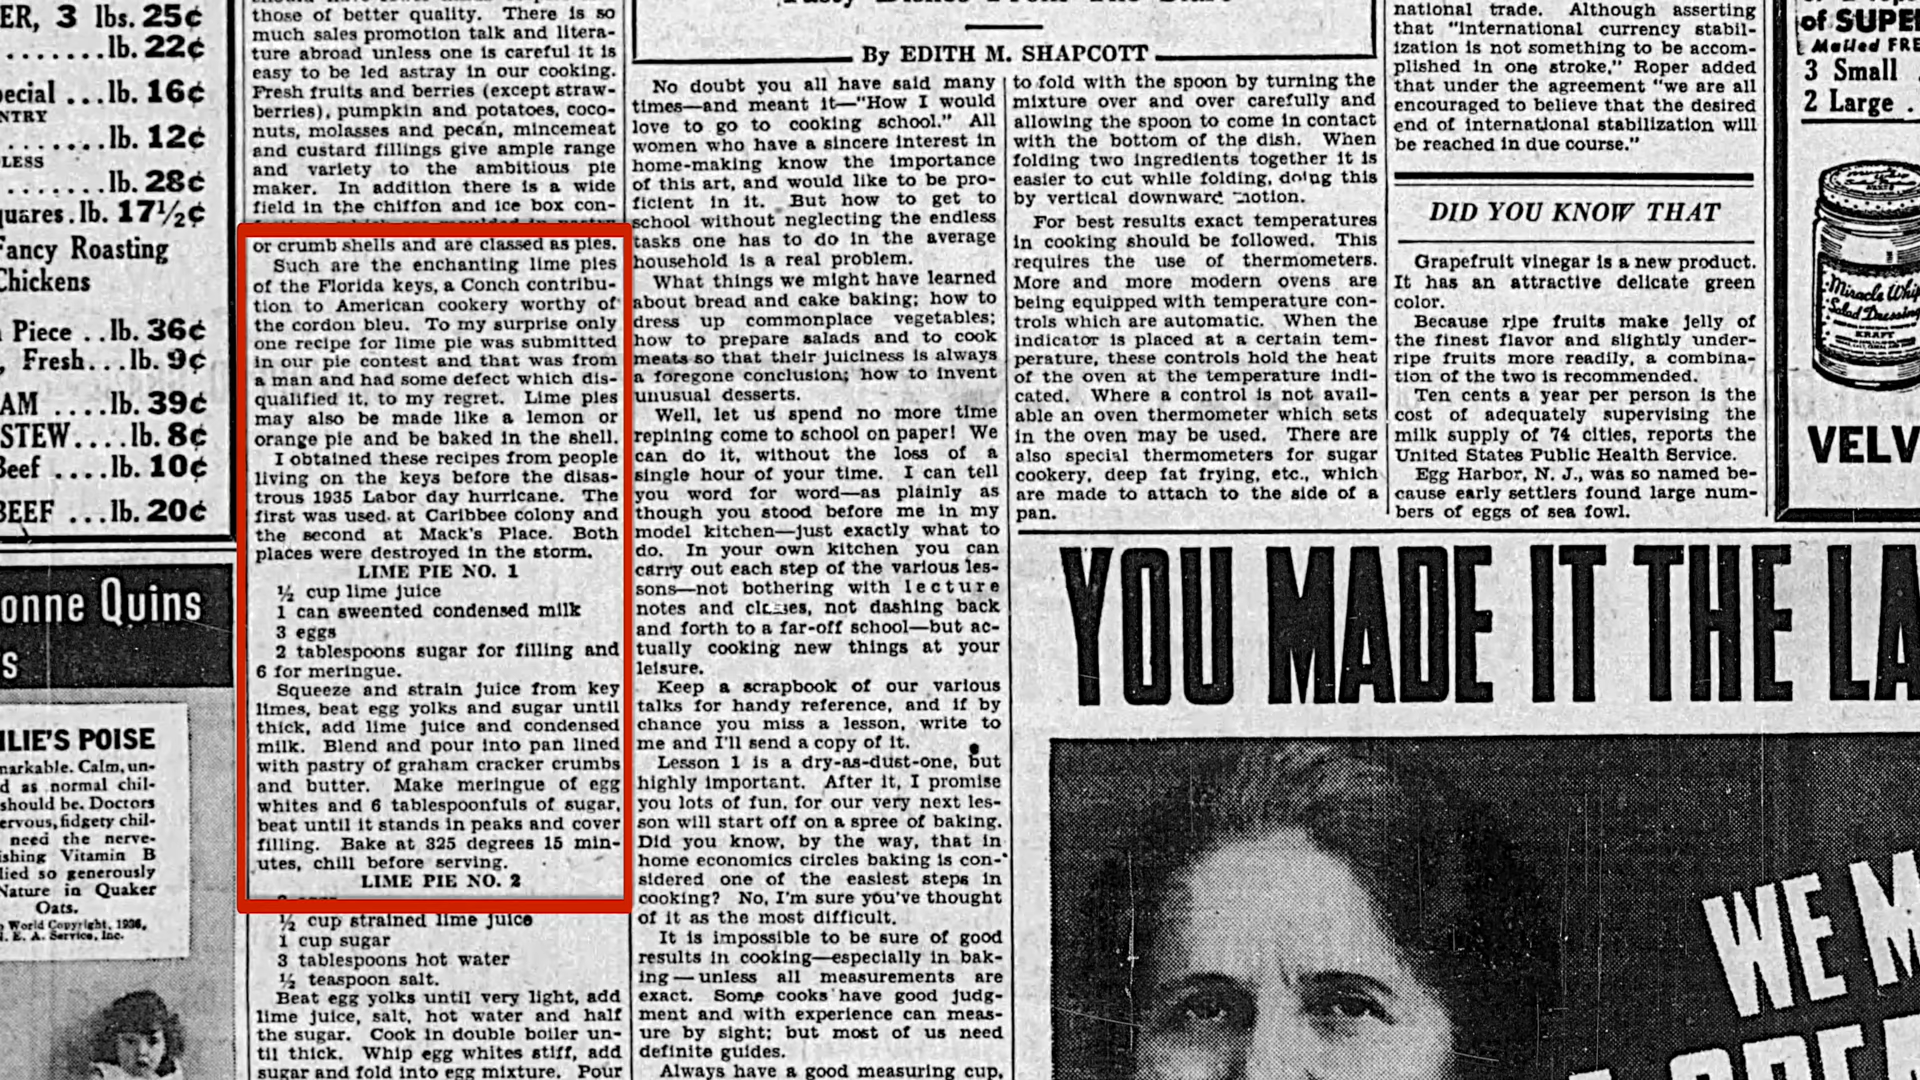 ER, 3 lbs. 25¢
.......lb. 22¢
ecial ...lb. 16¢
NTRY
.......lb. 12¢
LESS
.......lb. 28¢
quares. lb. 17½¢
Fancy Roasting
Chickens
Piece ..lb. 36¢
, Fresh...lb. 9¢
AM ....lb. 39¢
STEW....lb. 8¢
Beef ....lb. 10¢
BEEF ...lb. 20¢
onne Quins
s
LIE'S POISE
markable. Calm, un-
d as normal chil-
should be. Doctors
ervous, fidgety chil-
need the nerve-
ishing Vitamin B
lied so generously
Nature in Quaker
Oats.
World Copyright, 1936,
N. E. A. Service, Inc.
those of better quality. There is so
much sales promotion talk and litera-
ture abroad unless one is careful it is
easy to be led astray in our cooking.
Fresh fruits and berries (except straw-
berries), pumpkin and potatoes, coco-
nuts, molasses and pecan, mincemeat
and custard fillings give ample range
and variety to the ambitious pie
maker. In addition there is a wide
field in the chiffon and ice box con-
or crumb shells and are classed as pies.
Such are the enchanting lime pies
of the Florida keys, a Conch contribu-
tion to American cookery worthy of
the cordon bleu. To my surprise only
one recipe for lime pie was submitted
in our pie contest and that was from
a man and had some defect which dis-
qualified it, to my regret. Lime pies
may also be made like a lemon or
orange pie and be baked in the shell.
I obtained these recipes from people
living on the keys before the disas-
trous 1935 Labor day hurricane. The
first was used at Caribbee colony and
the second at Mack's Place. Both
places were destroyed in the storm.
LIME PIE NO. 1
½ cup lime juice
1 can sweented condensed milk
3 eggs
2 tablespoons sugar for filling and
6 for meringue.
Squeeze and strain juice from key
limes, beat egg yolks and sugar until
thick, add lime juice and condensed
milk. Blend and pour into pan lined
with pastry of graham cracker crumbs
and butter. Make meringue of egg
whites and 6 tablespoonfuls of sugar,
beat until it stands in peaks and cover
filling. Bake at 325 degrees 15 min-
utes, chill before serving.
LIME PIE NO. 2
½ cup strained lime juice
1 cup sugar
3 tablespoons hot water
½ teaspoon salt.
Beat egg yolks until very light, add
lime juice, salt, hot water and half
the sugar. Cook in double boiler un-
til thick. Whip egg whites stiff, add
sugar and fold into egg mixture. Pour
Tasty Dishes From The
By EDITH M. SHAPCOTT
No doubt you all have said many
times—and meant it—"How I would
love to go to cooking school." All
women who have a sincere interest in
home-making know the importance
of this art, and would like to be pro-
ficient in it. But how to get to
school without neglecting the endless
tasks one has to do in the average
household is a real problem.
What things we might have learned
about bread and cake baking; how to
dress up commonplace vegetables;
how to prepare salads and to cook
meats so that their juiciness is always
a foregone conclusion; how to invent
unusual desserts.
Well, let us spend no more time
repining come to school on paper! We
can do it, without the loss of a
single hour of your time. I can tell
you word for word—as plainly as
though you stood before me in my
model kitchen—just exactly what to
do. In your own kitchen you can
carry out each step of the various les-
sons—not bothering with lecture
notes and classes, not dashing back
and forth to a far-off school—but ac-
tually cooking new things at your
leisure.
Keep a scrapbook of our various
talks for handy reference, and if by
chance you miss a lesson, write to
me and I'll send a copy of it.
Lesson 1 is a dry-as-dust-one, but
highly important. After it, I promise
you lots of fun, for our very next les-
son will start off on a spree of baking.
Did you know, by the way, that in
home economics circles baking is con-
sidered one of the easiest steps in
cooking? No, I'm sure you've thought
of it as the most difficult.
It is impossible to be sure of good
results in cooking—especially in bak-
ing—unless all measurements are
exact. Some cooks have good judg-
ment and with experience can meas-
ure by sight; but most of us need
definite guides.
Always have a good measuring cup,
to fold with the spoon by turning the
mixture over and over carefully and
allowing the spoon to come in contact
with the bottom of the dish. When
folding two ingredients together it is
easier to cut while folding, doing this
by vertical downward motion.
For best results exact temperatures
in cooking should be followed. This
requires the use of thermometers.
More and more modern ovens are
being equipped with temperature con-
trols which are automatic. When the
indicator is placed at a certain tem-
perature, these controls hold the heat
of the oven at the temperature indi-
cated. Where a control is not avail-
able an oven thermometer which sets
in the oven may be used. There are
also special thermometers for sugar
cookery, deep fat frying, etc., which
are made to attach to the side of a
pan.
national trade. Although asserting
that "International currency stabil-
ization is not something to be accom-
plished in one stroke," Roper added
that under the agreement "we are all
encouraged to believe that the desired
end of international stabilization will
be reached in due course."
DID YOU KNOW THAT
Grapefruit vinegar is a new product.
It has an attractive delicate green
color.
Because ripe fruits make jelly of
the finest flavor and slightly under-
ripe fruits more readily, a combina-
tion of the two is recommended.
Ten cents a year per person is the
cost of adequately supervising the
milk supply of 74 cities, reports the
United States Public Health Service.
Egg Harbor, N. J., was so named be-
cause early settlers found large num-
bers of eggs of sea fowl.
of SUPE
Mailed FRE
3 Small
2 Large .
Miracle Whip
Salad Dressing
KRAFT
VELV
YOU MADE IT THE LA
WE M